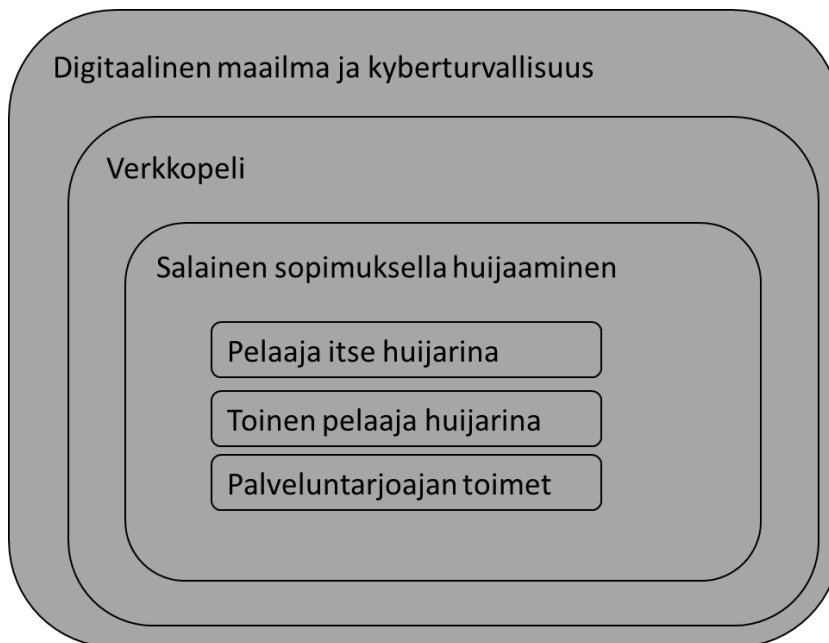 Digitaalinen maailma ja kyberturvallisuus
Verkkopeli
Salainen sopimuksella huijaaminen
Pelaaja itse huijarina
Toinen pelaaja huijarina
Palveluntarjoajan toimet